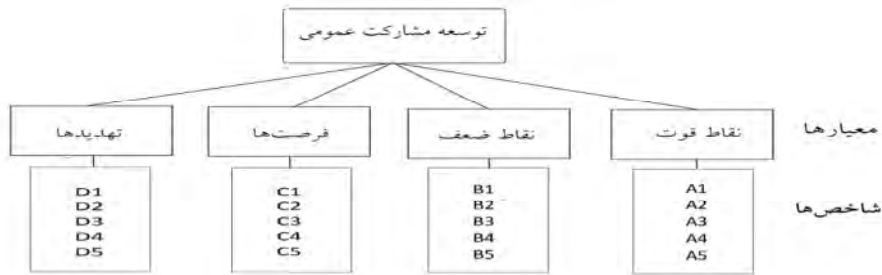 توسعه مشارکت عمومی
معیارها
نقاط قوت
نقاط ضعف
فرصت‌ها
تهدیدها
شاخص‌ها
A1
A2
A3
A4
A5
B1
B2
B3
B4
B5
C1
C2
C3
C4
C5
D1
D2
D3
D4
D5